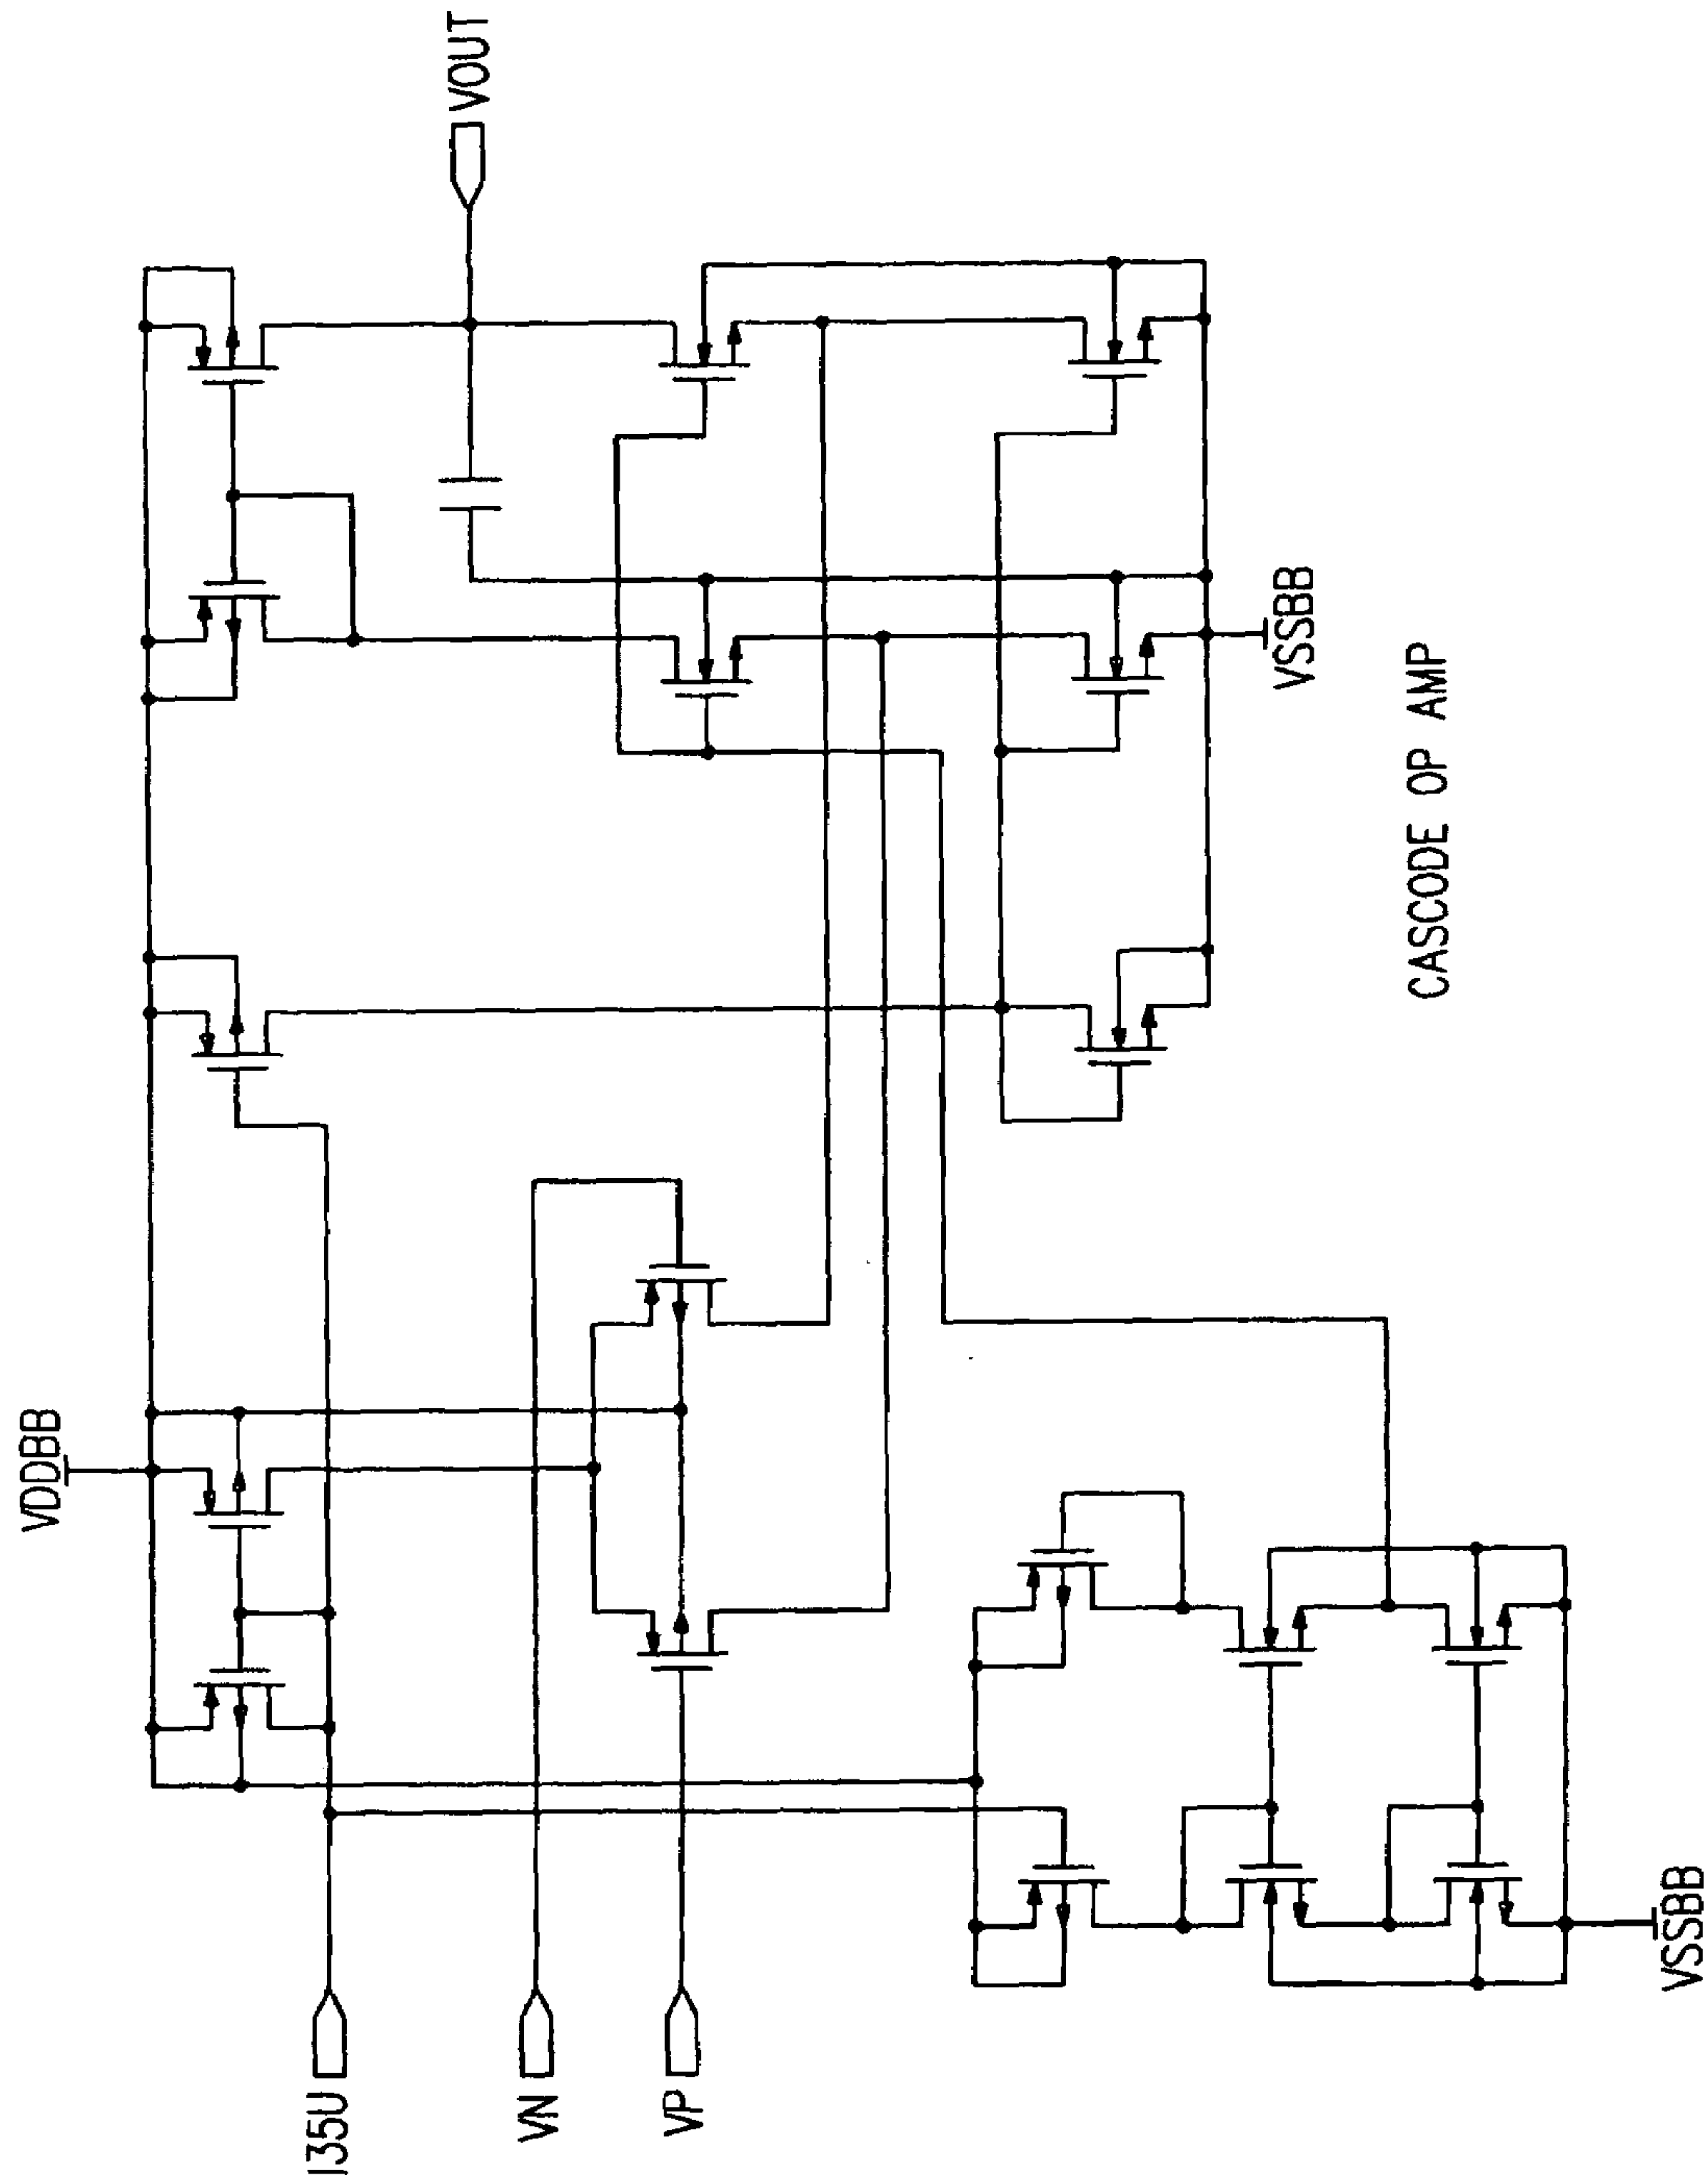 VDDBB
VOUT
I35U
VN
VP
VSSBB
VSSBB
CASCODE OP AMP